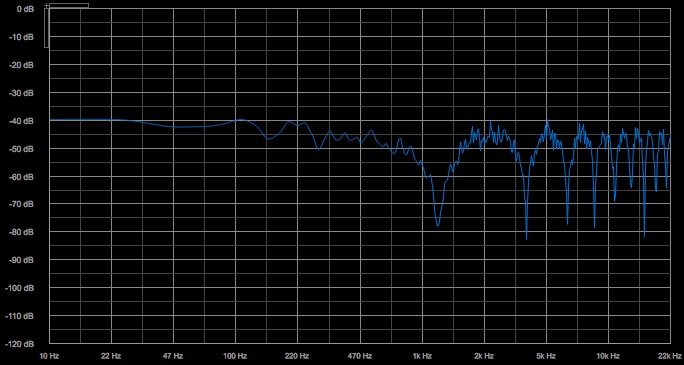 0 dB
-10 dB
-20 dB
-30 dB
-40 dB
-50 dB
-60 dB
-70 dB
-80 dB
-90 dB
-100 dB
-110 dB
-120 dB
10 Hz 22 Hz 47 Hz 100 Hz 220 Hz 470 Hz 1k Hz 2k Hz 5k Hz 10k Hz 22k Hz